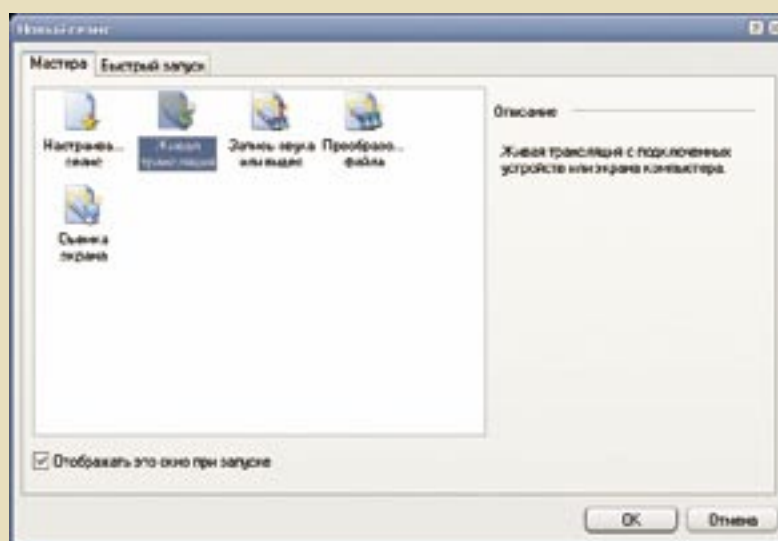 Новый сеанс
Мастера
Быстрый запуск
Настраива...
сеанс
Живая
трансляция
Запись звука
или видео
Преобразо...
файла
Съемка
экрана
Описание
Живая трансляция с подключенных
устройств или экрана компьютера.
Отображать это окно при запуске
OK
Отмена